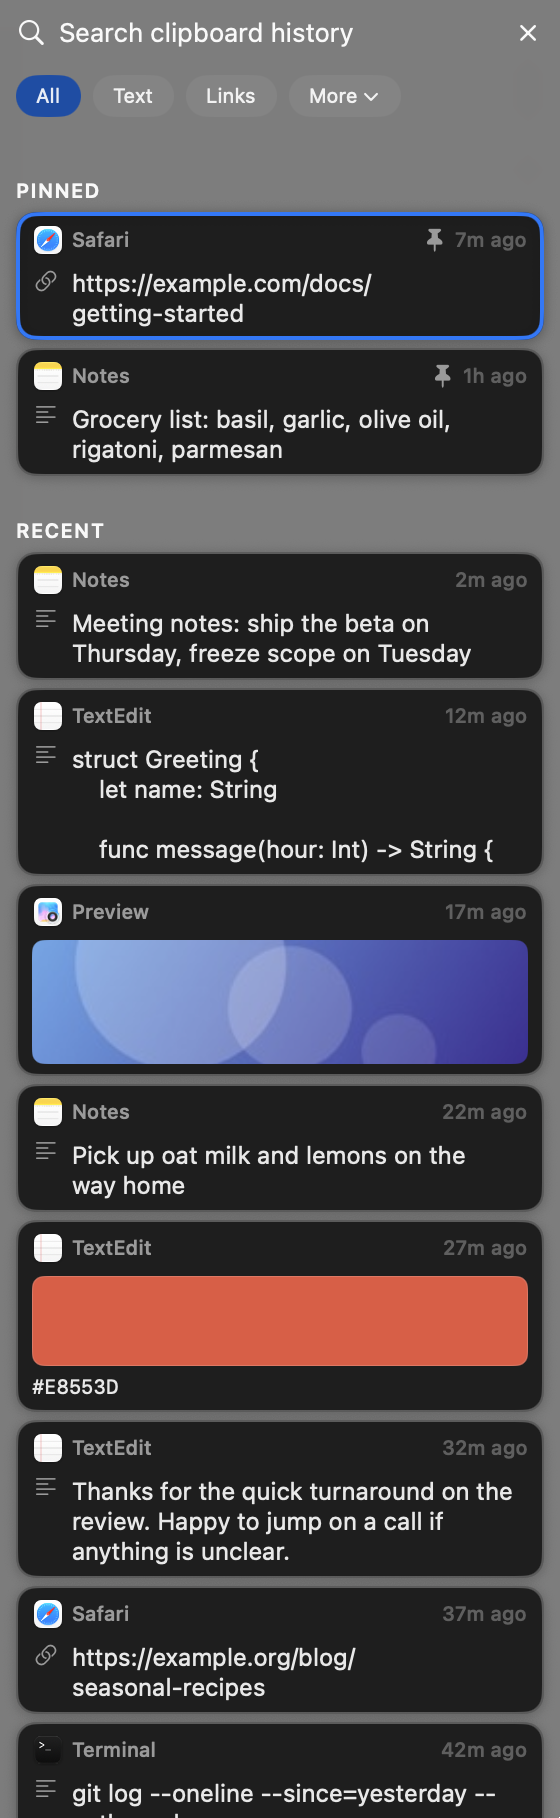 Search clipboard history
All
Text
Links
More
PINNED
Safari
7m ago
https://example.com/docs/
getting-started
Notes
1h ago
Grocery list: basil, garlic, olive oil,
rigatoni, parmesan
RECENT
Notes
2m ago
Meeting notes: ship the beta on
Thursday, freeze scope on Tuesday
TextEdit
12m ago
struct Greeting {
    let name: String
    func message(hour: Int) -> String {
Preview
17m ago
Notes
22m ago
Pick up oat milk and lemons on the
way home
TextEdit
27m ago
#E8553D
TextEdit
32m ago
Thanks for the quick turnaround on the
review. Happy to jump on a call if
anything is unclear.
Safari
37m ago
https://example.org/blog/
seasonal-recipes
Terminal
42m ago
git log --oneline --since=yesterday --